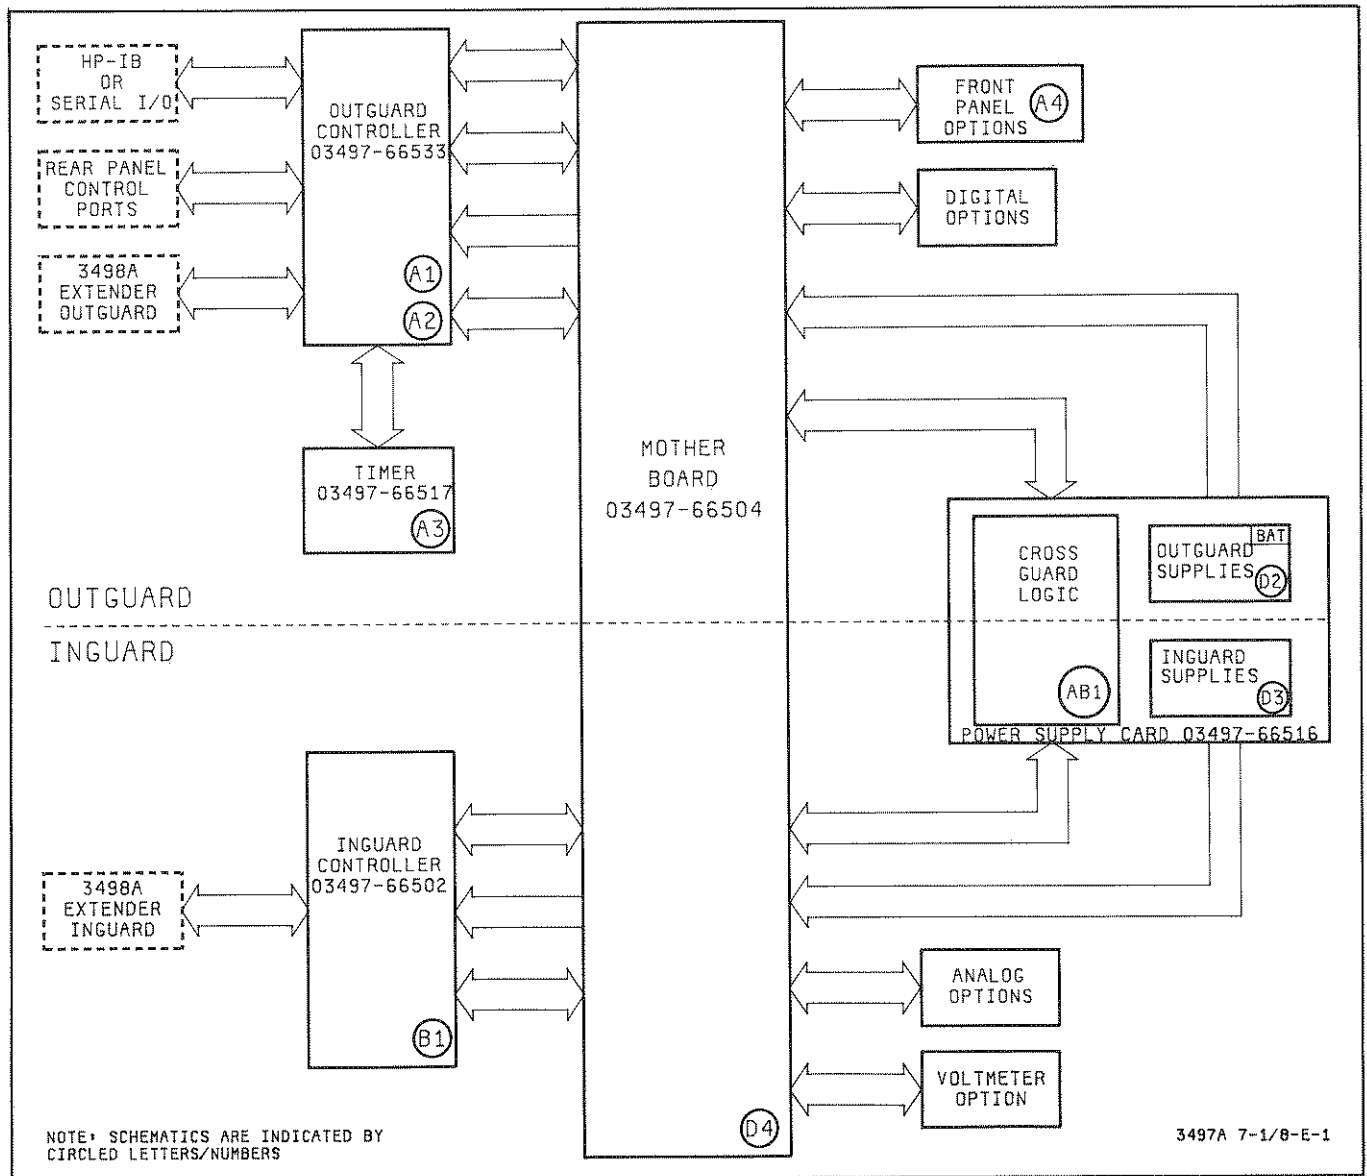 HP-IB
OR
SERIAL I/O
REAR PANEL
CONTROL
PORTS
3498A
EXTENDER
OUTGUARD
OUTGUARD
CONTROLLER
03497-66533
A1
A2
TIMER
03497-66517
A3
MOTHER
BOARD
03497-66504
FRONT
PANEL
OPTIONS
A4
DIGITAL
OPTIONS
CROSS
GUARD
LOGIC
AB1
BAT
OUTGUARD
SUPPLIES
D2
INGUARD
SUPPLIES
D3
POWER SUPPLY CARD 03497-66516
OUTGUARD
INGUARD
INGUARD
CONTROLLER
03497-66502
B1
3498A
EXTENDER
INGUARD
ANALOG
OPTIONS
VOLTMETER
OPTION
D4
NOTE: SCHEMATICS ARE INDICATED BY
CIRCLED LETTERS/NUMBERS
3497A 7-1/8-E-1